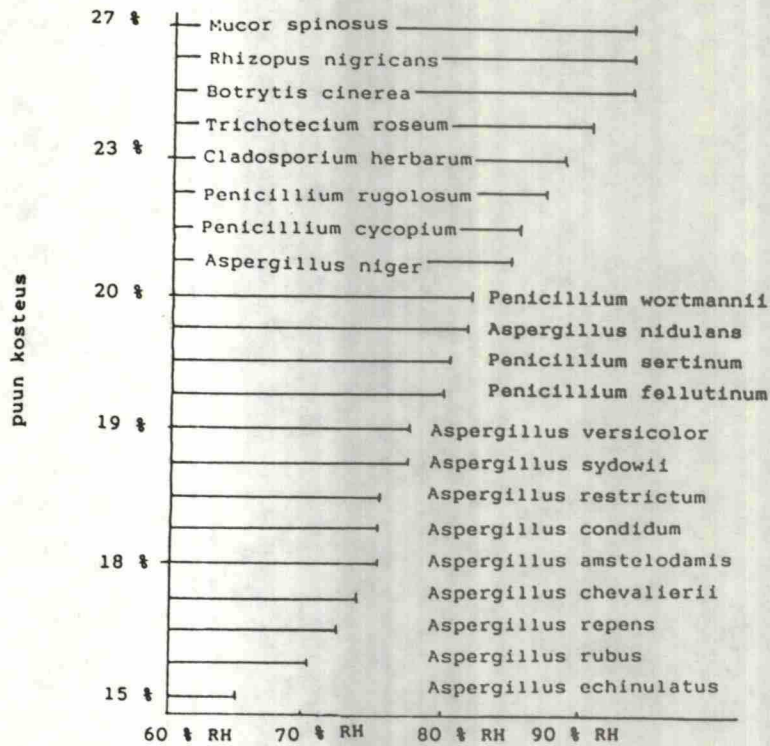 27 %
Mucor spinosus
Rhizopus nigricans
Botrytis cinerea
Trichotecium roseum
23 %
Cladosporium herbarum
Penicillium rugolosum
Penicillium cycopium
Aspergillus niger
puun kosteus
20 %
Penicillium wortmannii
Aspergillus nidulans
Penicillium sertinum
Penicillium fellutinum
19 %
Aspergillus versicolor
Aspergillus sydowii
Aspergillus restrictum
Aspergillus condidum
18 %
Aspergillus amstelodamis
Aspergillus chevalierii
Aspergillus repens
Aspergillus rubus
15 %
Aspergillus echinulatus
60 % RH 70 % RH 80 % RH 90 % RH